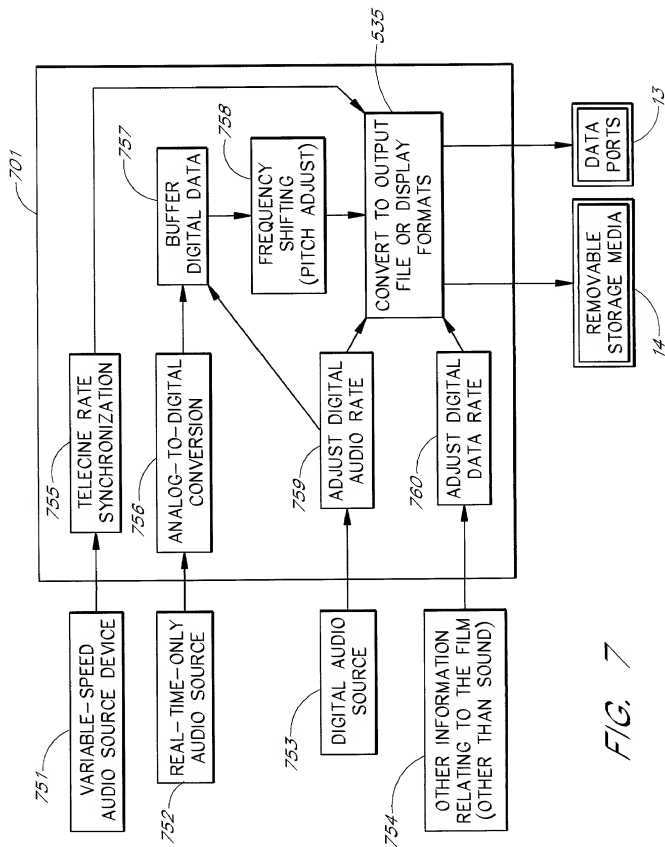 701
751
VARIABLE-SPEED
AUDIO SOURCE DEVICE
755
TELECINE RATE
SYNCHRONIZATION
752
REAL-TIME-ONLY
AUDIO SOURCE
756
ANALOG-TO-DIGITAL
CONVERSION
757
BUFFER
DIGITAL DATA
758
FREQUENCY
SHIFTING
(PITCH ADJUST)
535
CONVERT TO OUTPUT
FILE OR DISPLAY
FORMATS
753
DIGITAL AUDIO
SOURCE
759
ADJUST DIGITAL
AUDIO RATE
754
OTHER INFORMATION
RELATING TO THE FILM
(OTHER THAN SOUND)
760
ADJUST DIGITAL
DATA RATE
14
REMOVABLE
STORAGE MEDIA
13
DATA
PORTS
FIG. 7